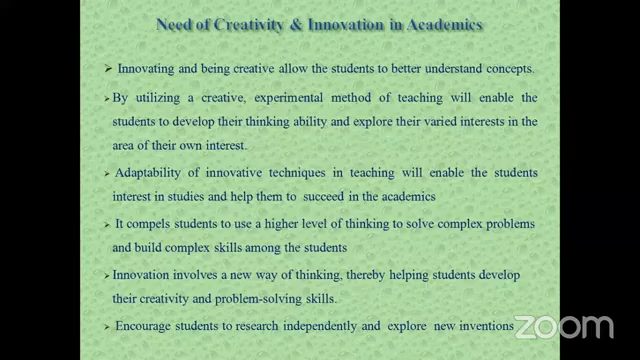 Need of Creativity & Innovation in Academics
Innovating and being creative allow the students to better understand concepts.
By utilizing a creative, experimental method of teaching will enable the
students to develop their thinking ability and explore their varied interests in the
area of their own interest.
Adaptability of innovative techniques in teaching will enable the students
interest in studies and help them to succeed in the academics
It compels students to use a higher level of thinking to solve complex problems
and build complex skills among the students
Innovation involves a new way of thinking, thereby helping students develop
their creativity and problem-solving skills.
Encourage students to research independently and explore new inventions
zoom